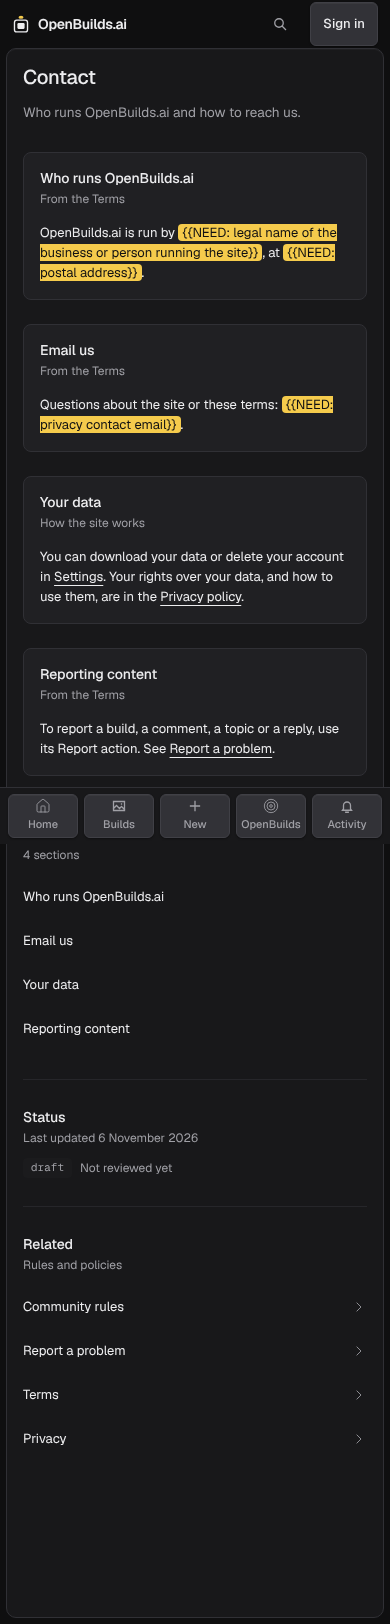 OpenBuilds.ai
Sign in
Contact
Who runs OpenBuilds.ai and how to reach us.
Who runs OpenBuilds.ai
From the Terms
OpenBuilds.ai is run by {{NEED: legal name of the
business or person running the site}}, at {{NEED:
postal address}}.
Email us
From the Terms
Questions about the site or these terms: {{NEED:
privacy contact email}}.
Your data
How the site works
You can download your data or delete your account
in Settings. Your rights over your data, and how to
use them, are in the Privacy policy.
Reporting content
From the Terms
To report a build, a comment, a topic or a reply, use
its Report action. See Report a problem.
Home
Builds
New
OpenBuilds
Activity
4 sections
Who runs OpenBuilds.ai
Email us
Your data
Reporting content
Status
Last updated 6 November 2026
draft Not reviewed yet
Related
Rules and policies
Community rules
Report a problem
Terms
Privacy